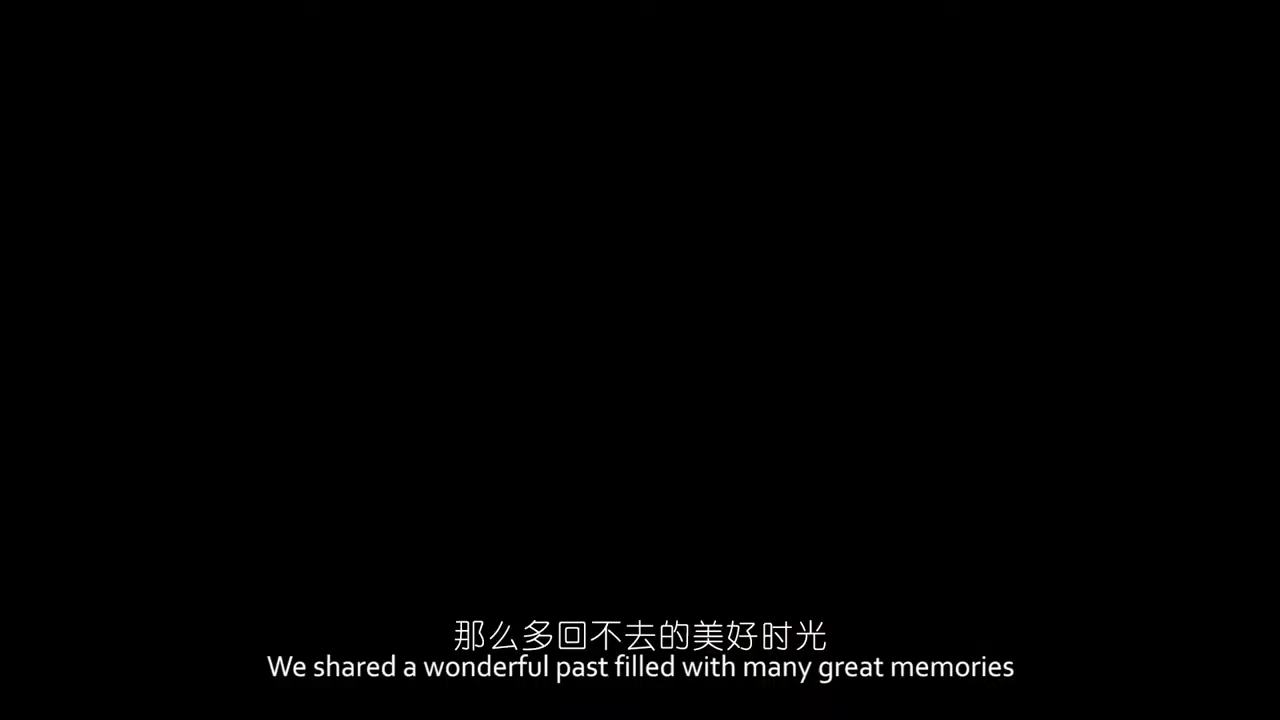 那么多回不去的美好时光
We shared a wonderful past filled with many great memories